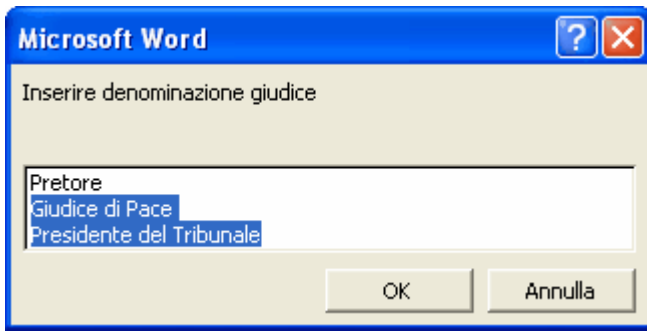 Microsoft Word
Inserire denominazione giudice
Pretore
Giudice di Pace
Presidente del Tribunale
OK
Annulla